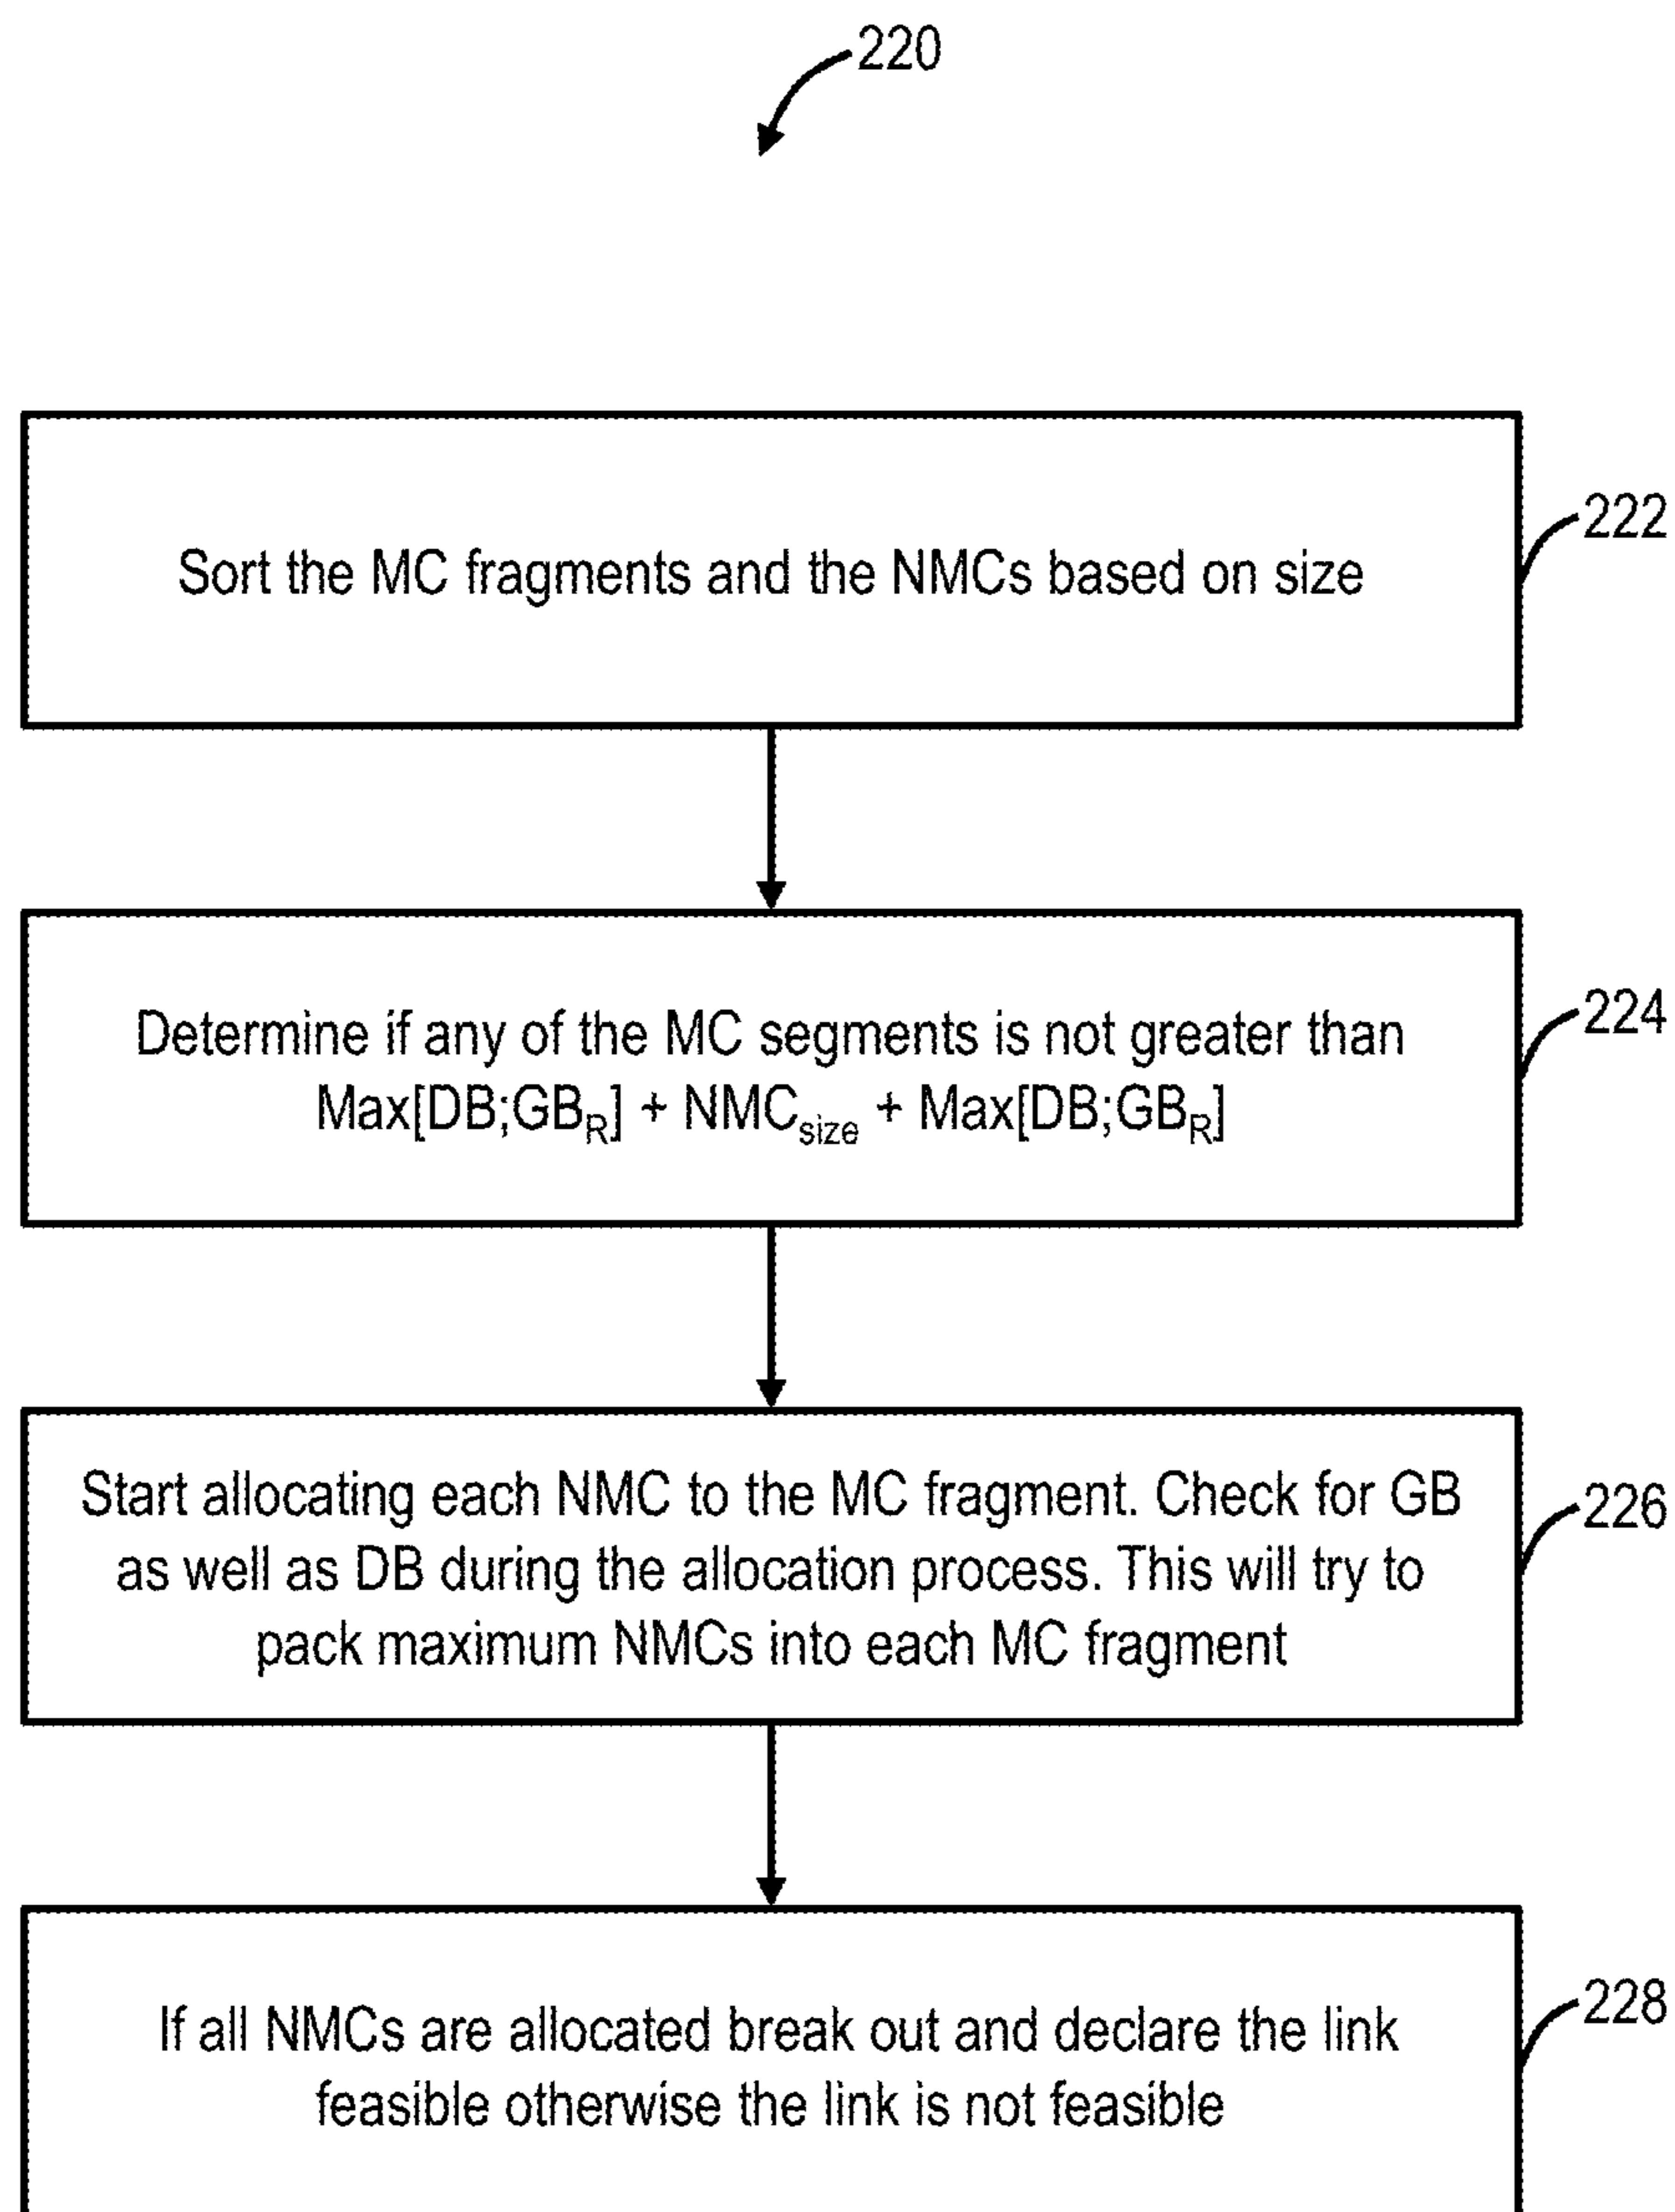 220
Sort the MC fragments and the NMCs based on size
222
Determine if any of the MC segments is not greater than
Max[DB;GB_R] + NMC_size + Max[DB;GB_R]
224
Start allocating each NMC to the MC fragment. Check for GB
as well as DB during the allocation process. This will try to
pack maximum NMCs into each MC fragment
226
If all NMCs are allocated break out and declare the link
feasible otherwise the link is not feasible
228